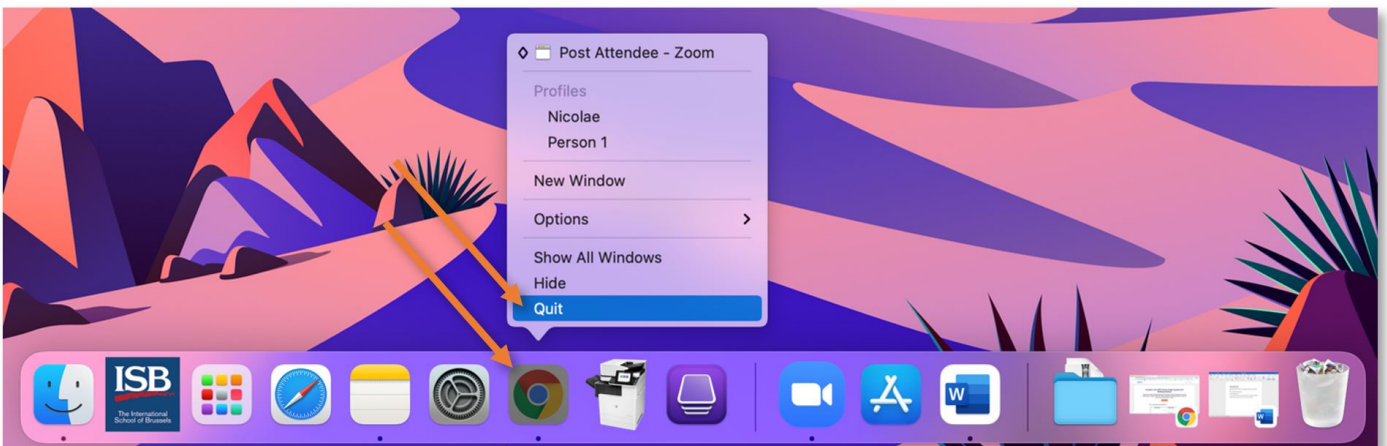 Post Attendee - Zoom
Profiles
Nicolae
Person 1
New Window
Options
Show All Windows
Hide
Quit
ISB
The International
School of Brussels
W